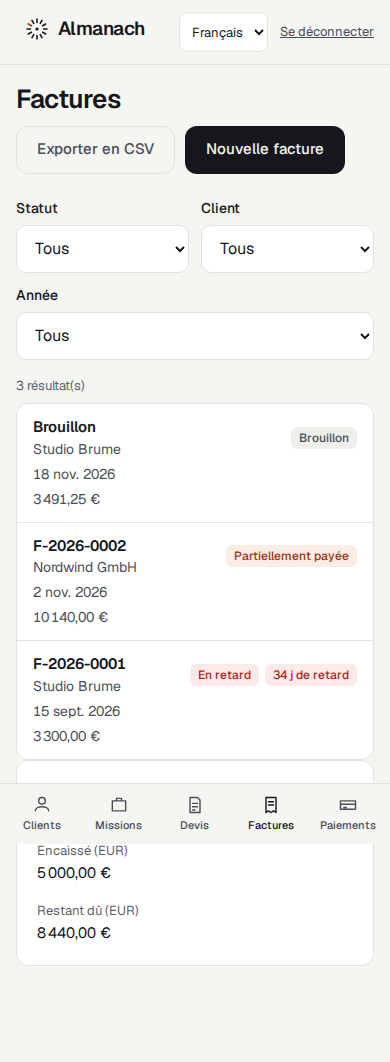 Almanach
Français
Se déconnecter
Factures
Exporter en CSV
Nouvelle facture
Statut
Client
Tous
Tous
Année
Tous
3 résultat(s)
Brouillon
Brouillon
Studio Brume
18 nov. 2026
3 491,25 €
F-2026-0002
Partiellement payée
Nordwind GmbH
2 nov. 2026
10 140,00 €
F-2026-0001
En retard
34 j de retard
Studio Brume
15 sept. 2026
3 300,00 €
Clients
Missions
Devis
Factures
Paiements
Encaissé (EUR)
5 000,00 €
Restant dû (EUR)
8 440,00 €